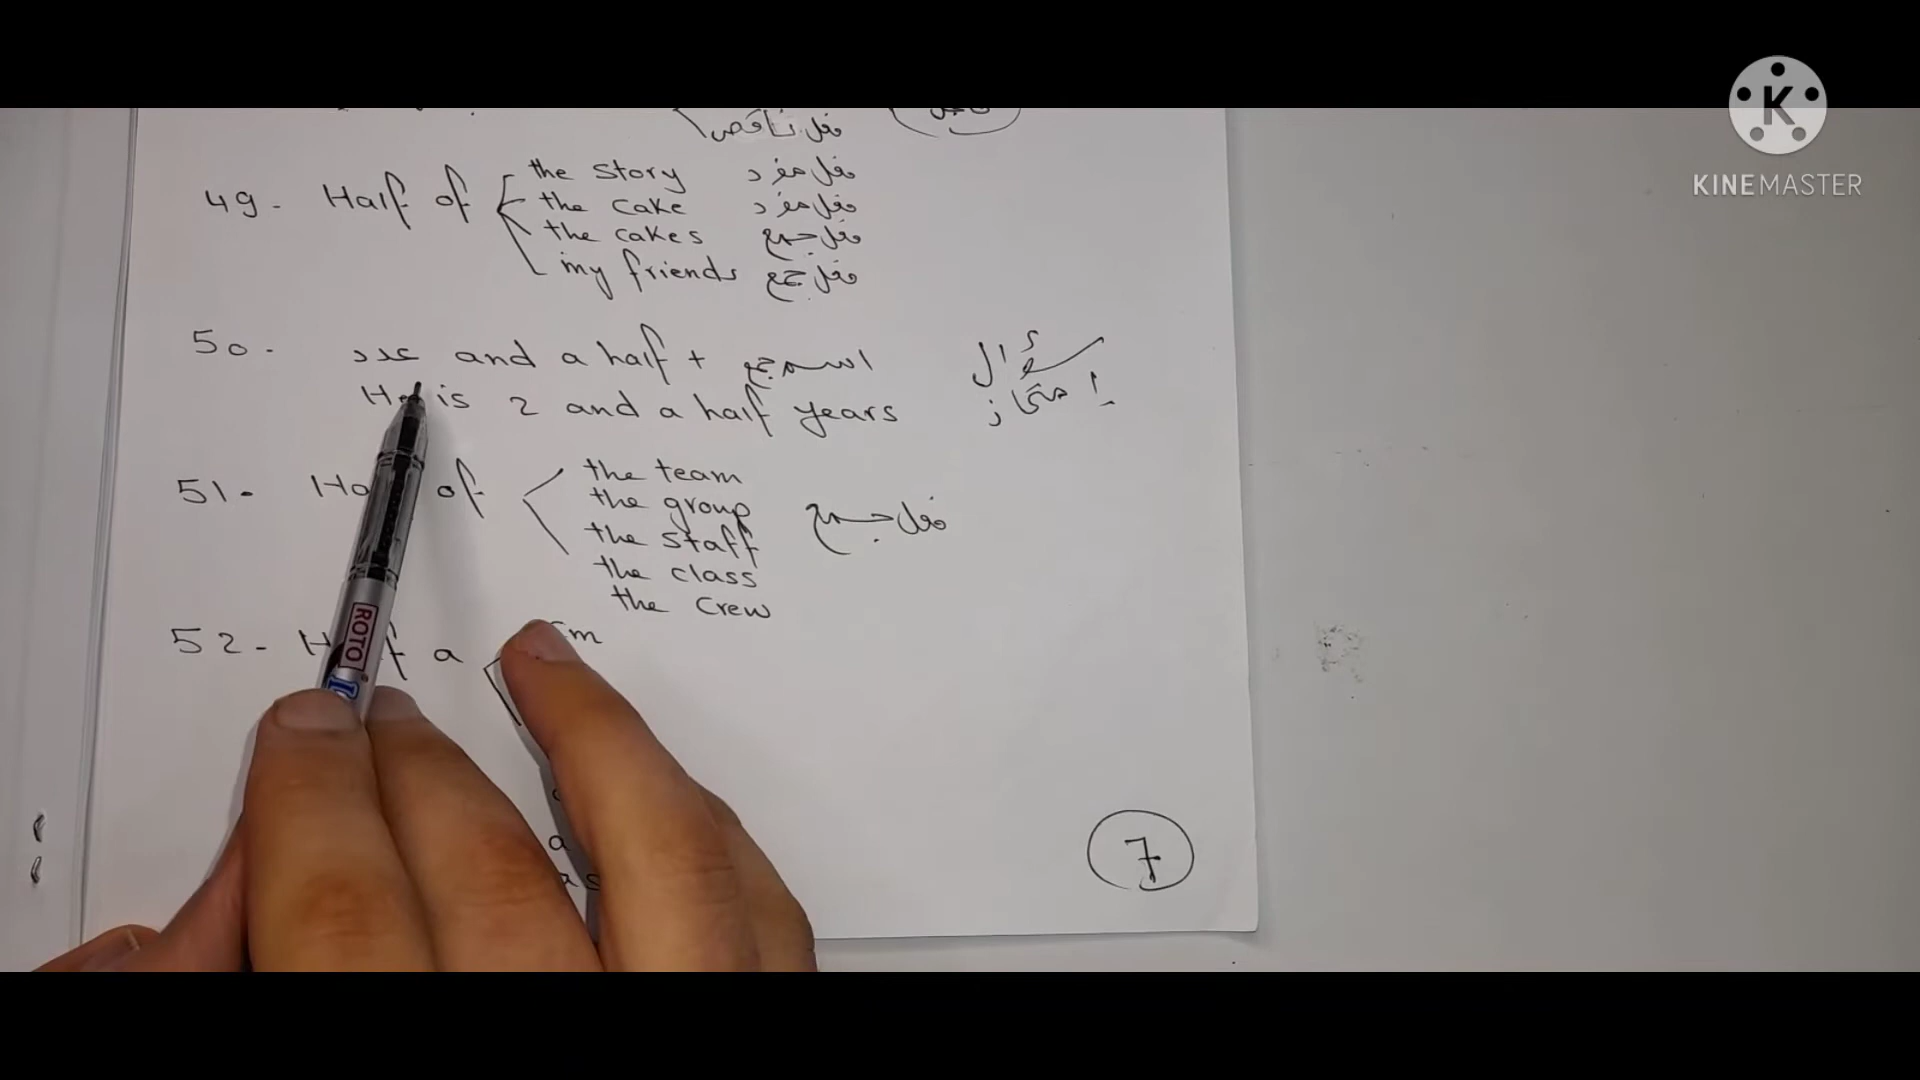 فعل ناقص
49- Half of the story فعل مفرد
the cake فعل مفرد
the cakes فعل جمع
my friends فعل جمع
50- عدد and a half + اسم جمع
He is 2 and a half years
سؤال
51- of the team
the group فعل جمع
the staff
the class
the crew
52- a
7
ROTO
KINEMASTER